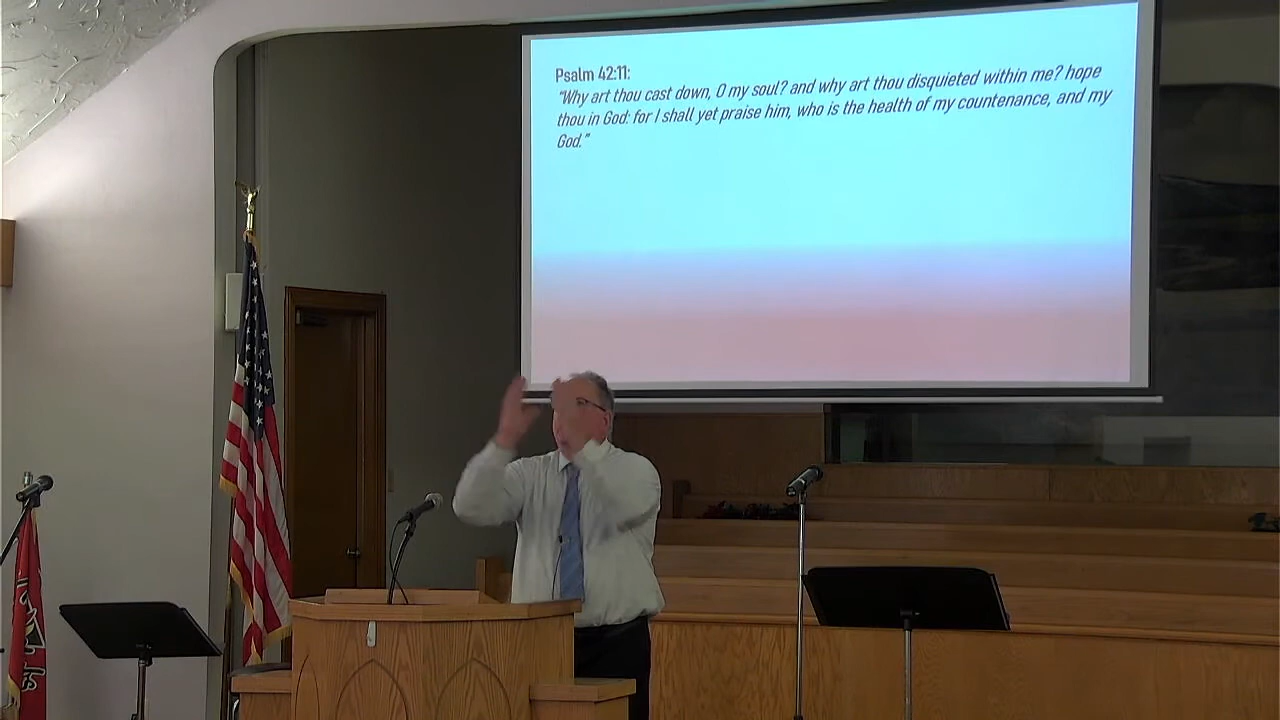 Psalm 42:11:
"Why art thou cast down, O my soul? and why art thou disquieted within me? hope
thou in God: for I shall yet praise him, who is the health of my countenance, and my
God."